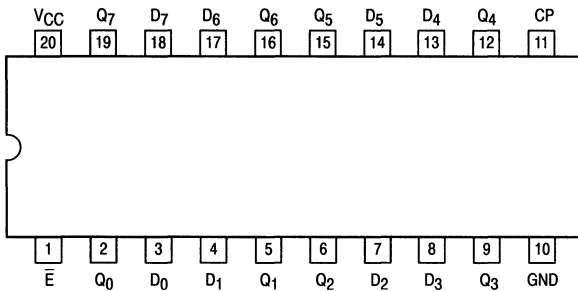 V_CC Q7 D7 D6 Q6 Q5 D5 D4 Q4 CP
20 19 18 17 16 15 14 13 12 11
1 2 3 4 5 6 7 8 9 10
E̅ Q0 D0 D1 Q1 Q2 D2 D3 Q3 GND